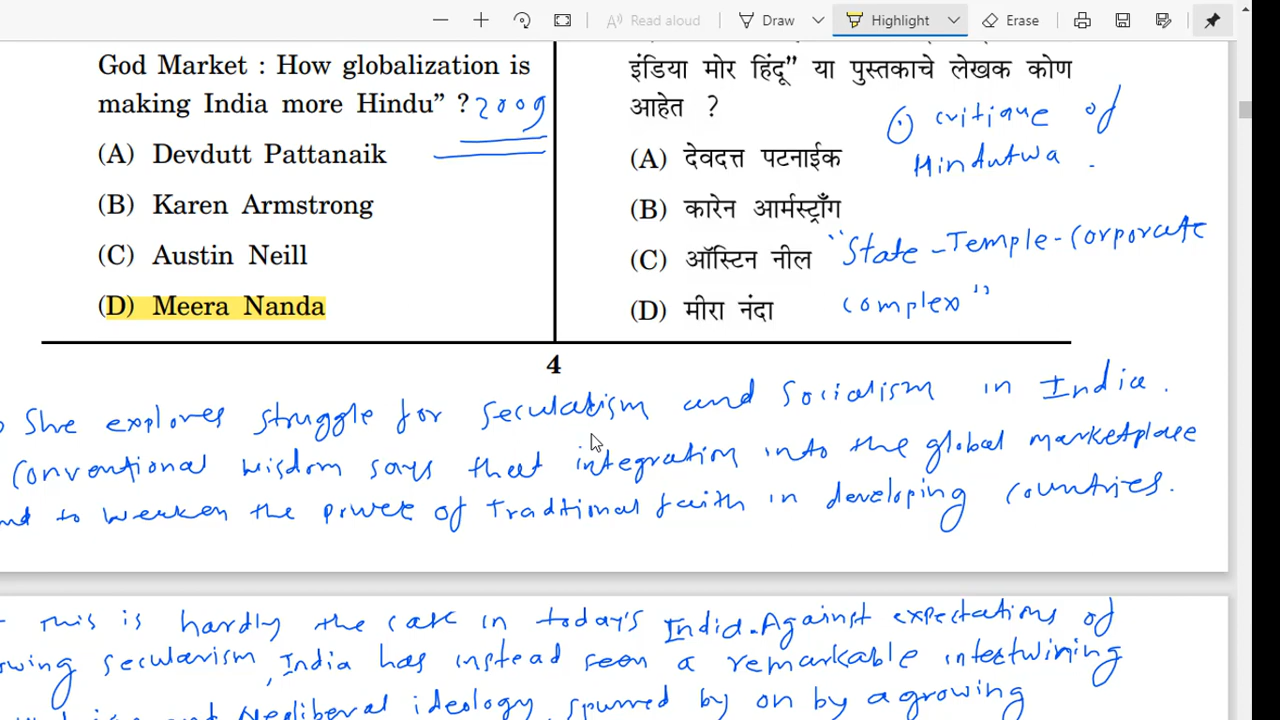 Read aloud Draw Highlight Erase
God Market : How globalization is
making India more Hindu" ? 2009
(A) Devdutt Pattanaik
(B) Karen Armstrong
(C) Austin Neill
(D) Meera Nanda
इंडिया मोर हिंदू" या पुस्तकाचे लेखक कोण
आहेत ?
(A) देवदत्त पटनाईक
(B) कारेन आर्मस्ट्राँग
(C) ऑस्टिन नील
(D) मीरा नंदा
critique of
Hindutwa .
"State-Temple-Corporate
complex"
4
She explores struggle for Seculatism and Socialism in India.
Conventional wisdom says that integration into the global marketplace
to weaken the power of Traditional faith in developing countries.
This is hardly the case in today's India. Against expectations of
secularism, India has instead seen a remarkable intertwining
Neoliberal ideology, spurred by on by a growing